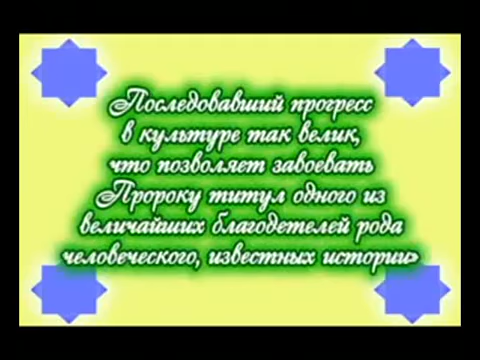 Последовавший прогресс
в культуре так велик,
что позволяет завоевать
Пророку титул одного из
величайших благодетелей рода
человеческого, известных истории»